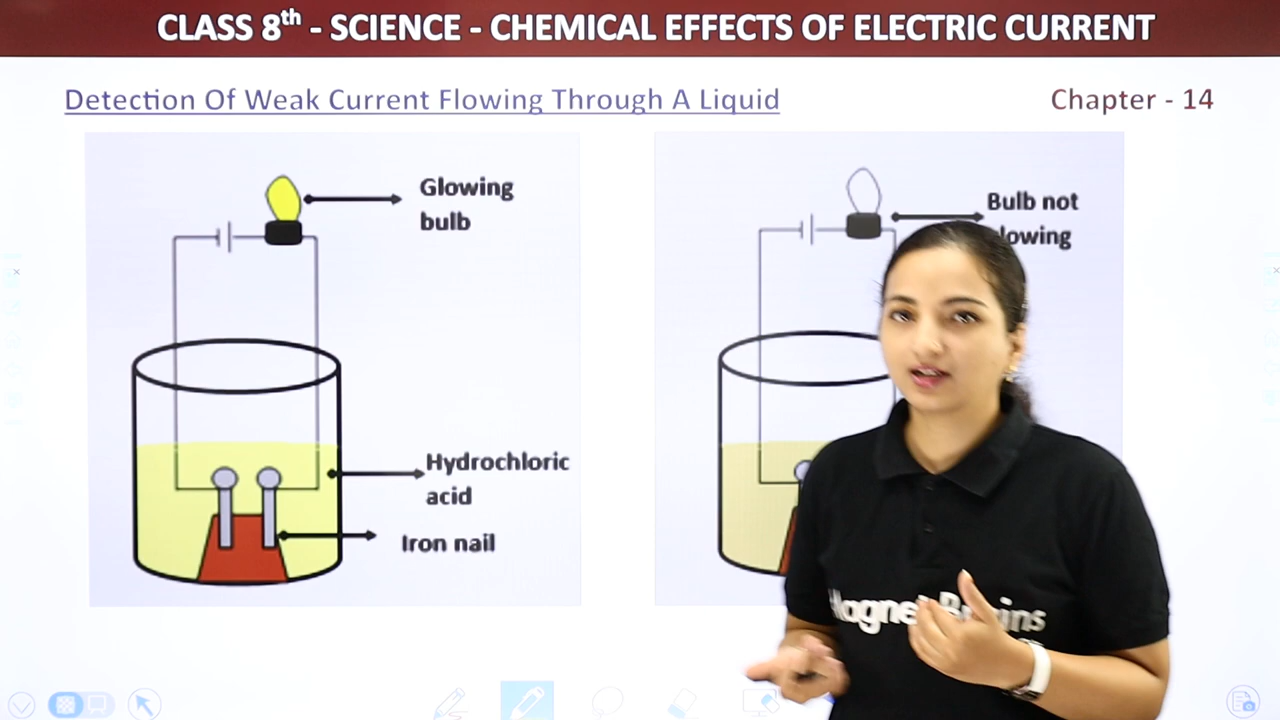 CLASS 8th - SCIENCE - CHEMICAL EFFECTS OF ELECTRIC CURRENT
Detection Of Weak Current Flowing Through A Liquid
Chapter - 14
Glowing
bulb
Hydrochloric
acid
Iron nail
Bulb not
lowing